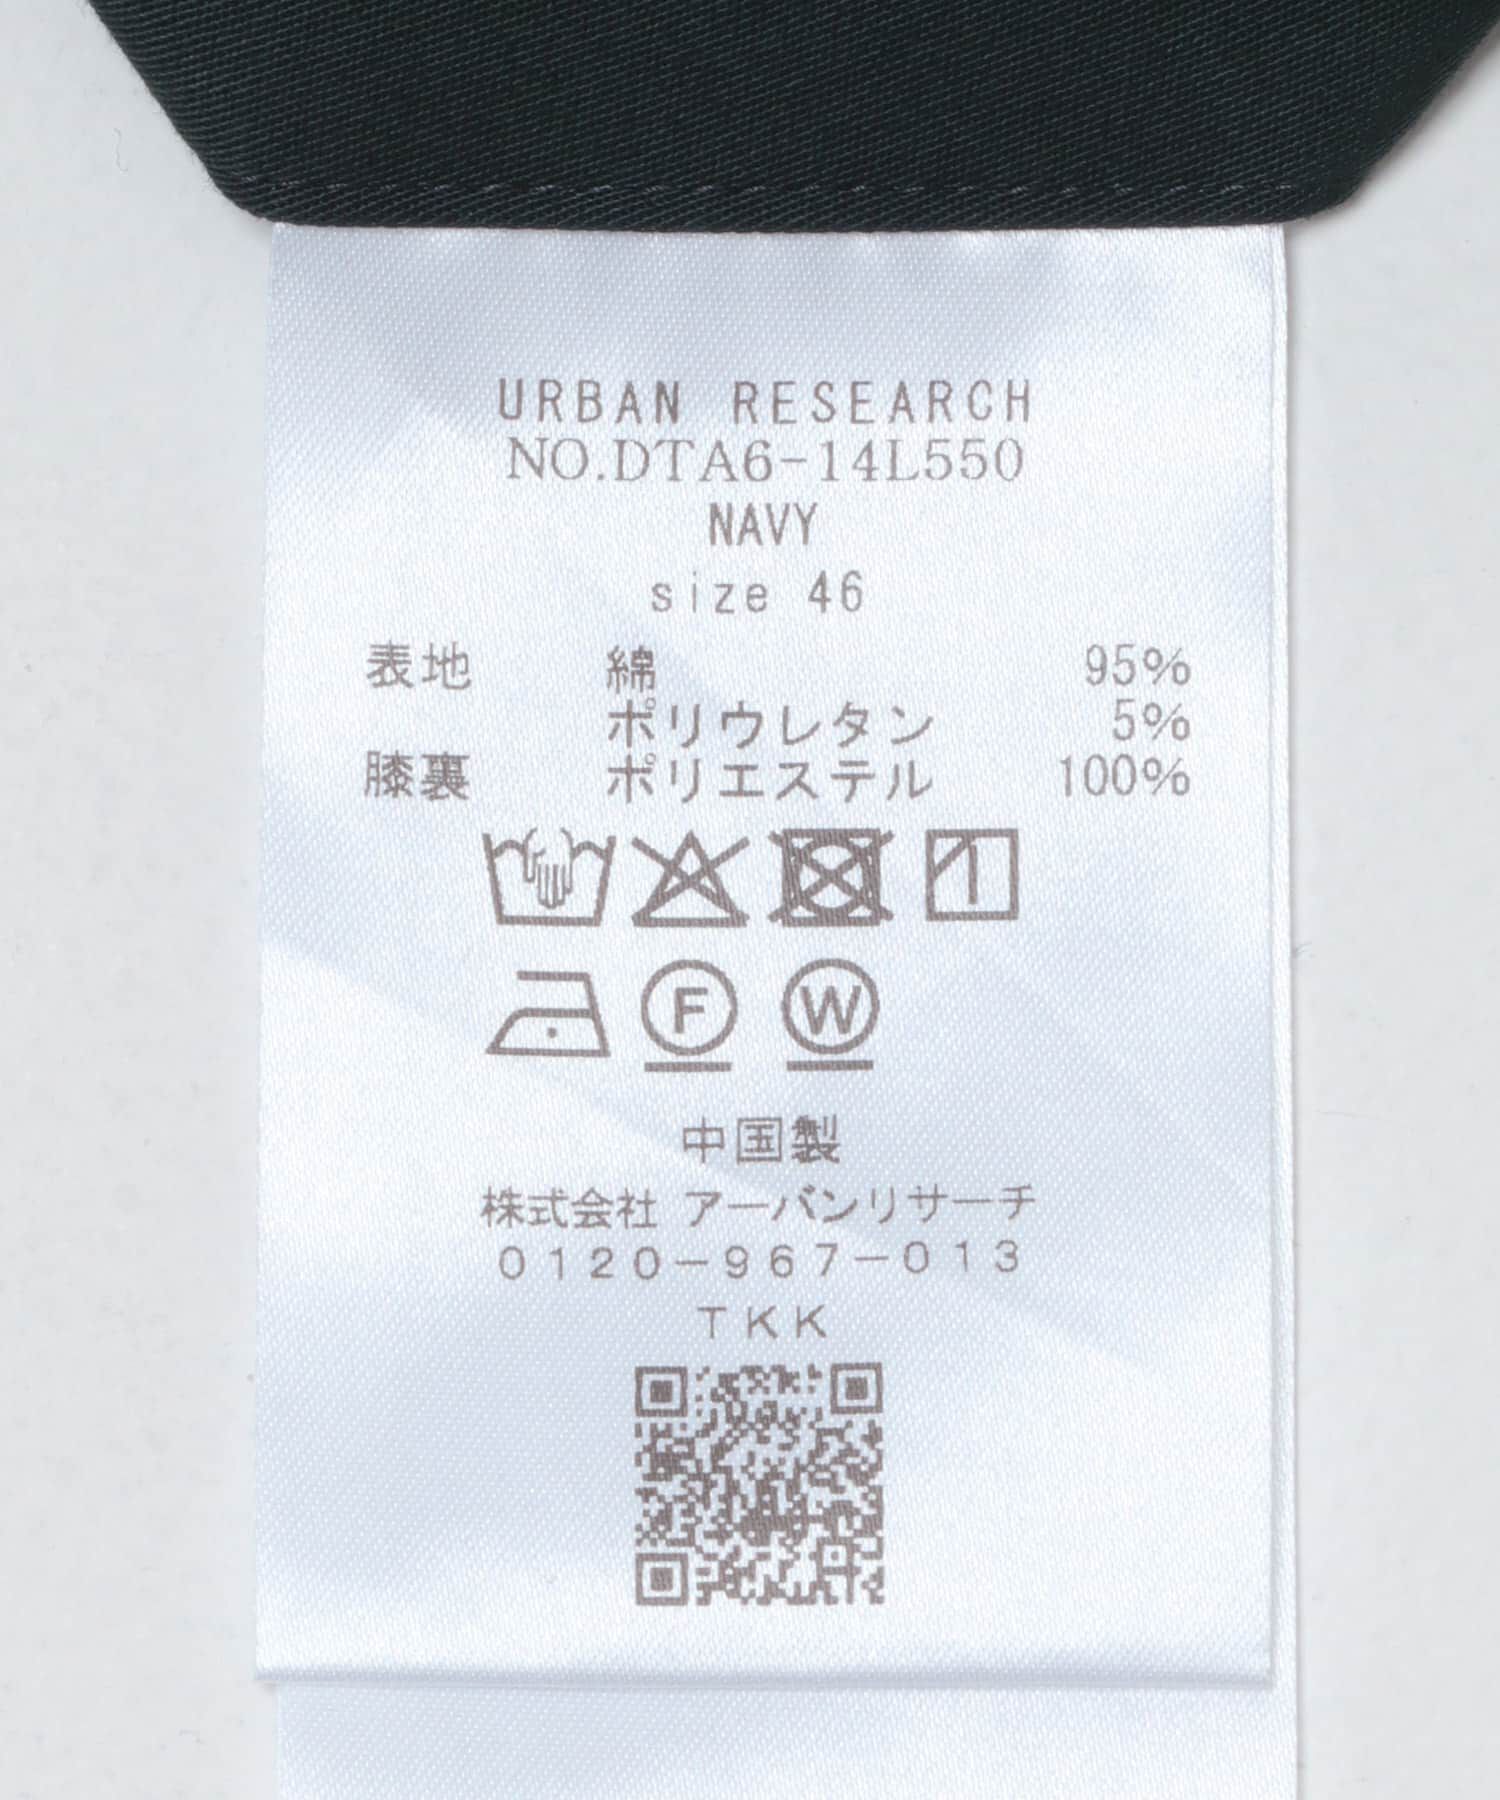 URBAN RESEARCH
NO.DTA6-14L550
NAVY
size 46
表地 綿 95%
ポリウレタン 5%
膝裏 ポリエステル 100%
F W
中国製
株式会社 アーバンリサーチ
0120-967-013
TKK